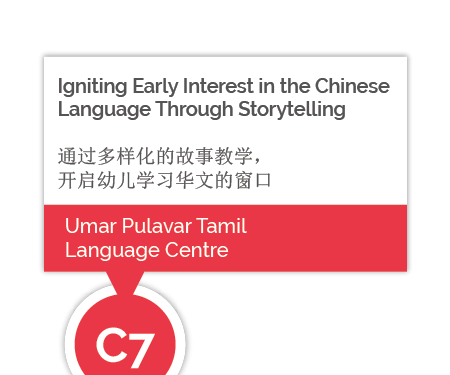 Igniting Early Interest in the Chinese
Language Through Storytelling
通过多样化的故事教学，
开启幼儿学习华文的窗口
Umar Pulavar Tamil
Language Centre
C7